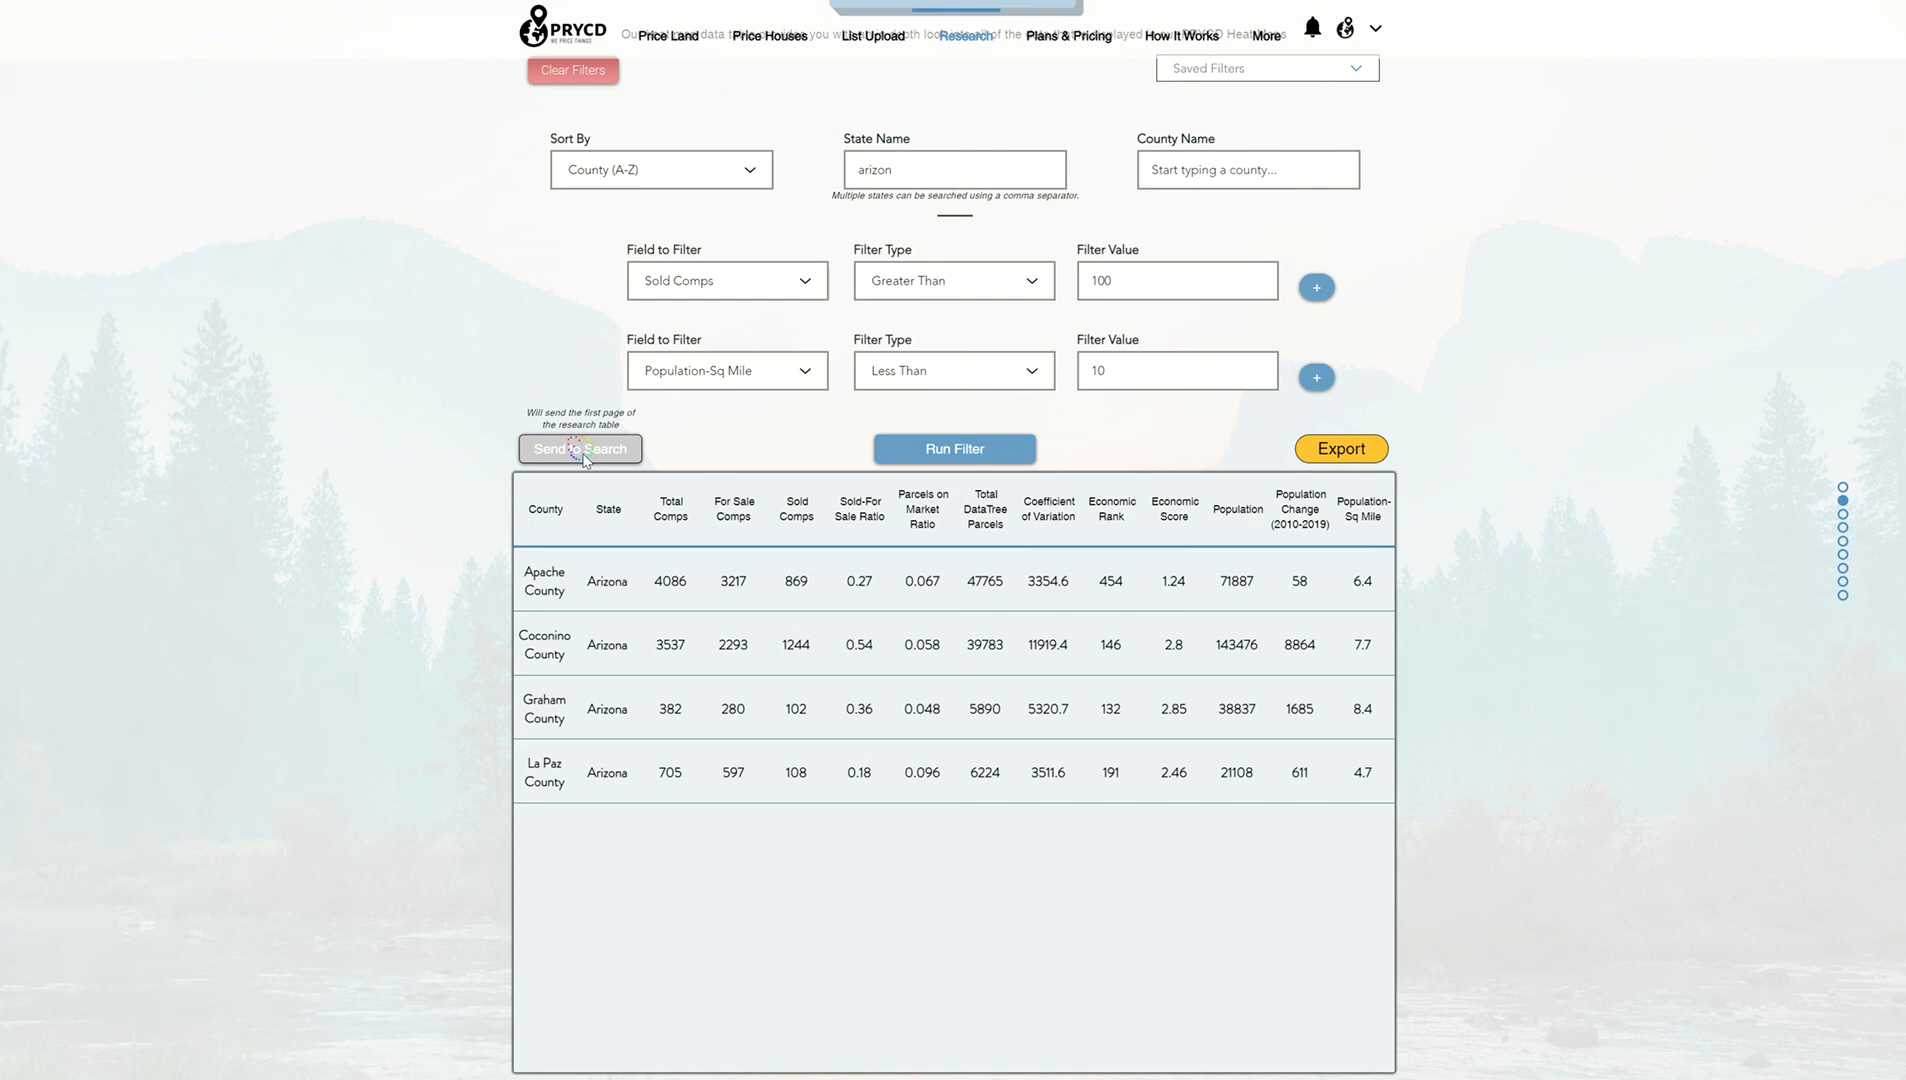 PRYCD
WE PRICE THINGS
Price Land
Price Houses
List Upload
Research
Plans & Pricing
How It Works
More
Clear Filters
Saved Filters
Sort By
State Name
County Name
County (A-Z)
arizon
Start typing a county...
Multiple states can be searched using a comma separator.
Field to Filter
Filter Type
Filter Value
Sold Comps
Greater Than
100
+
Field to Filter
Filter Type
Filter Value
Population-Sq Mile
Less Than
10
+
Will send the first page of
the research table
Send to Search
Run Filter
Export
County State Total Comps For Sale Comps Sold Comps Sold-For Sale Ratio Parcels on Market Ratio Total DataTree Parcels Coefficient of Variation Economic Rank Economic Score Population Population Change (2010-2019) Population-Sq Mile
Apache County Arizona 4086 3217 869 0.27 0.067 47765 3354.6 454 1.24 71887 58 6.4
Coconino County Arizona 3537 2293 1244 0.54 0.058 39783 11919.4 146 2.8 143476 8864 7.7
Graham County Arizona 382 280 102 0.36 0.048 5890 5320.7 132 2.85 38837 1685 8.4
La Paz County Arizona 705 597 108 0.18 0.096 6224 3511.6 191 2.46 21108 611 4.7